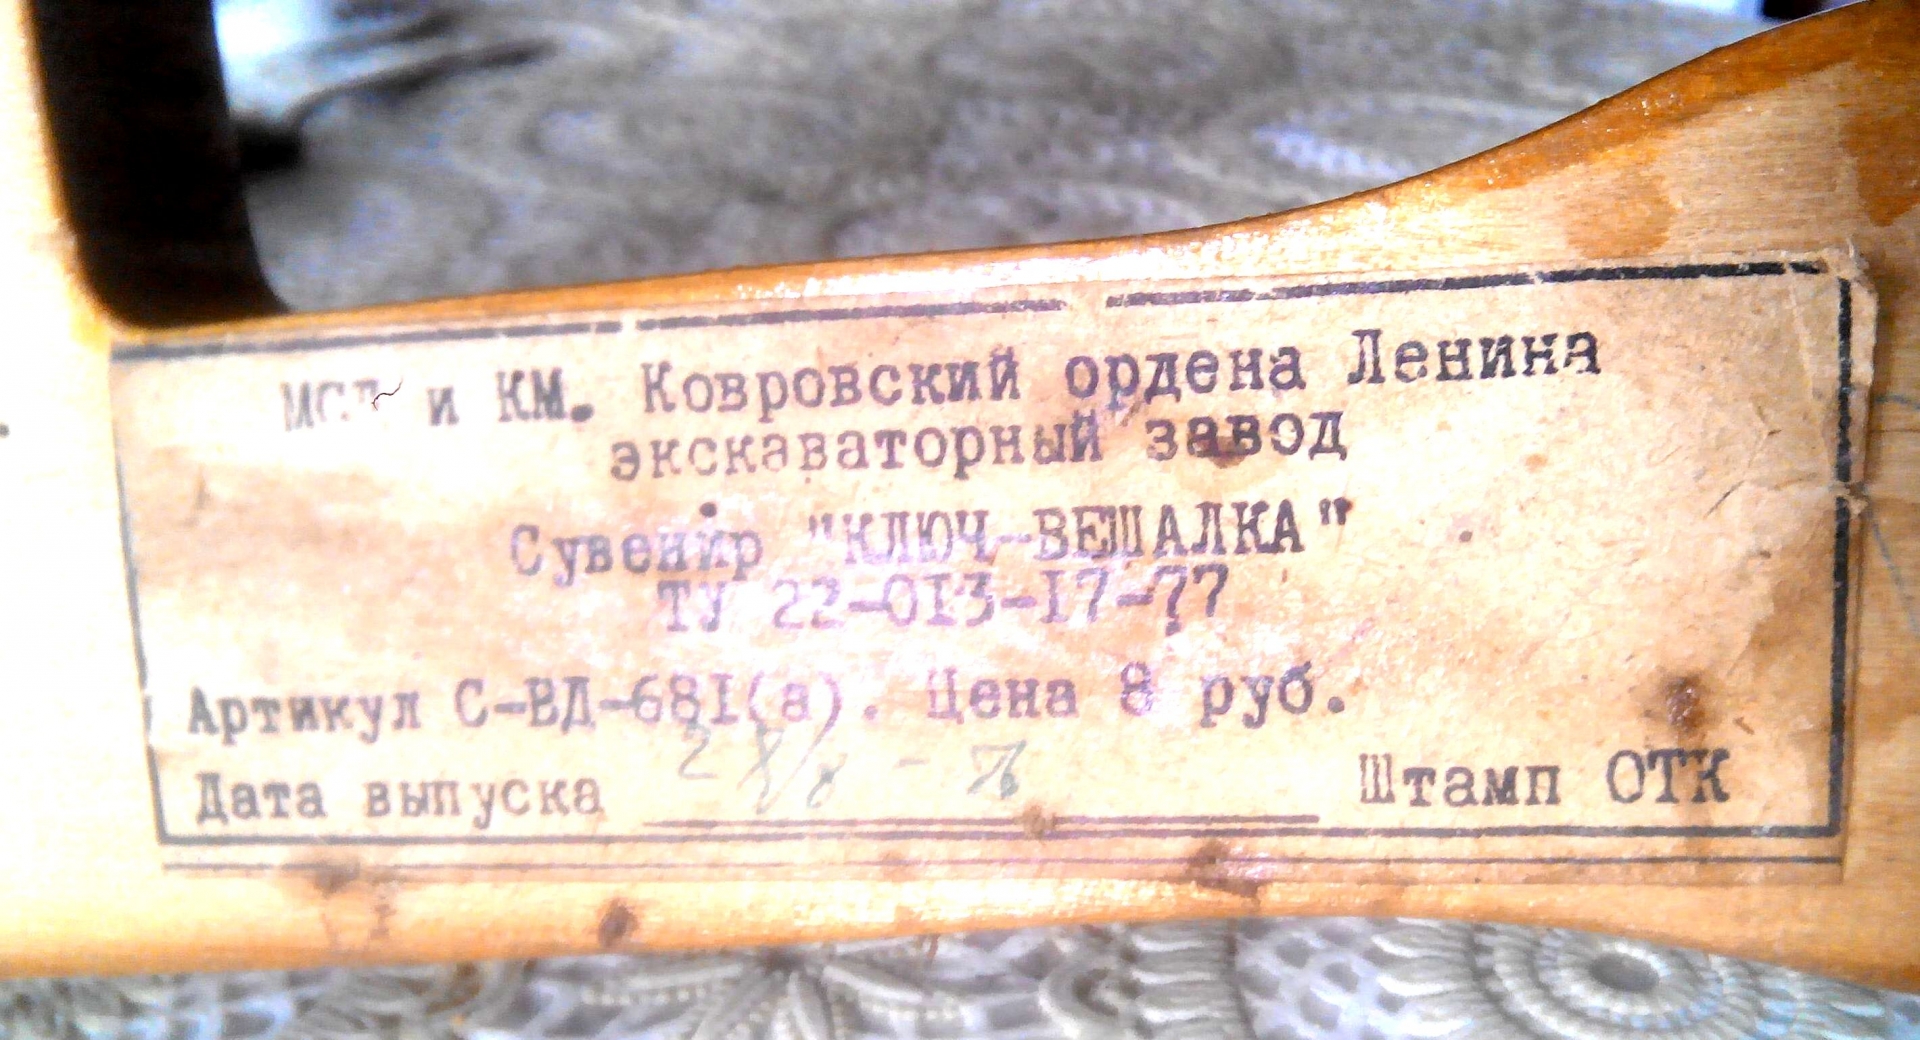 и КМ. Ковровский ордена Ленина
экскаваторный завод
Сувенир "КЛЮЧ-ВЕШАЛКА"
ТУ 22-013-17-77
Артикул С-ВД-681(а). Цена 8 руб.
Дата выпуска Штамп ОТК